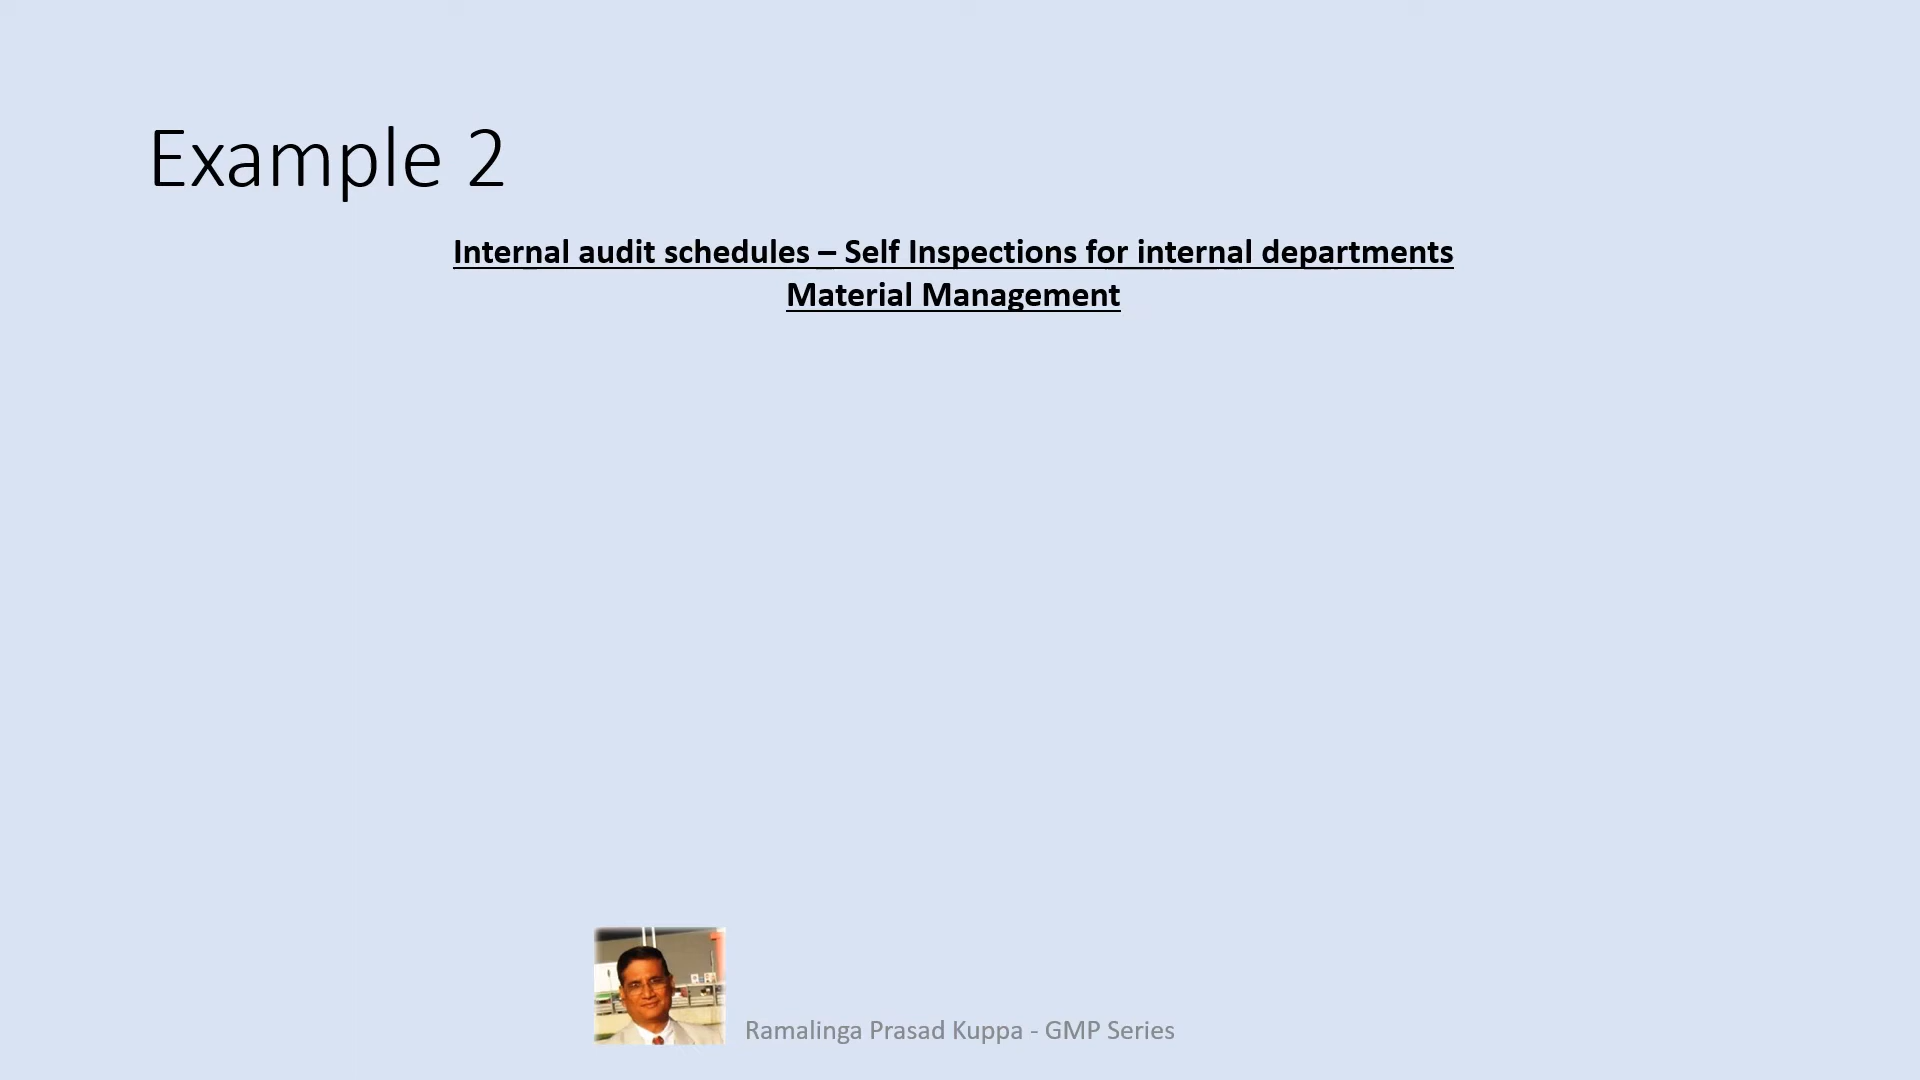 Example 2
Internal audit schedules – Self Inspections for internal departments
Material Management
Ramalinga Prasad Kuppa - GMP Series